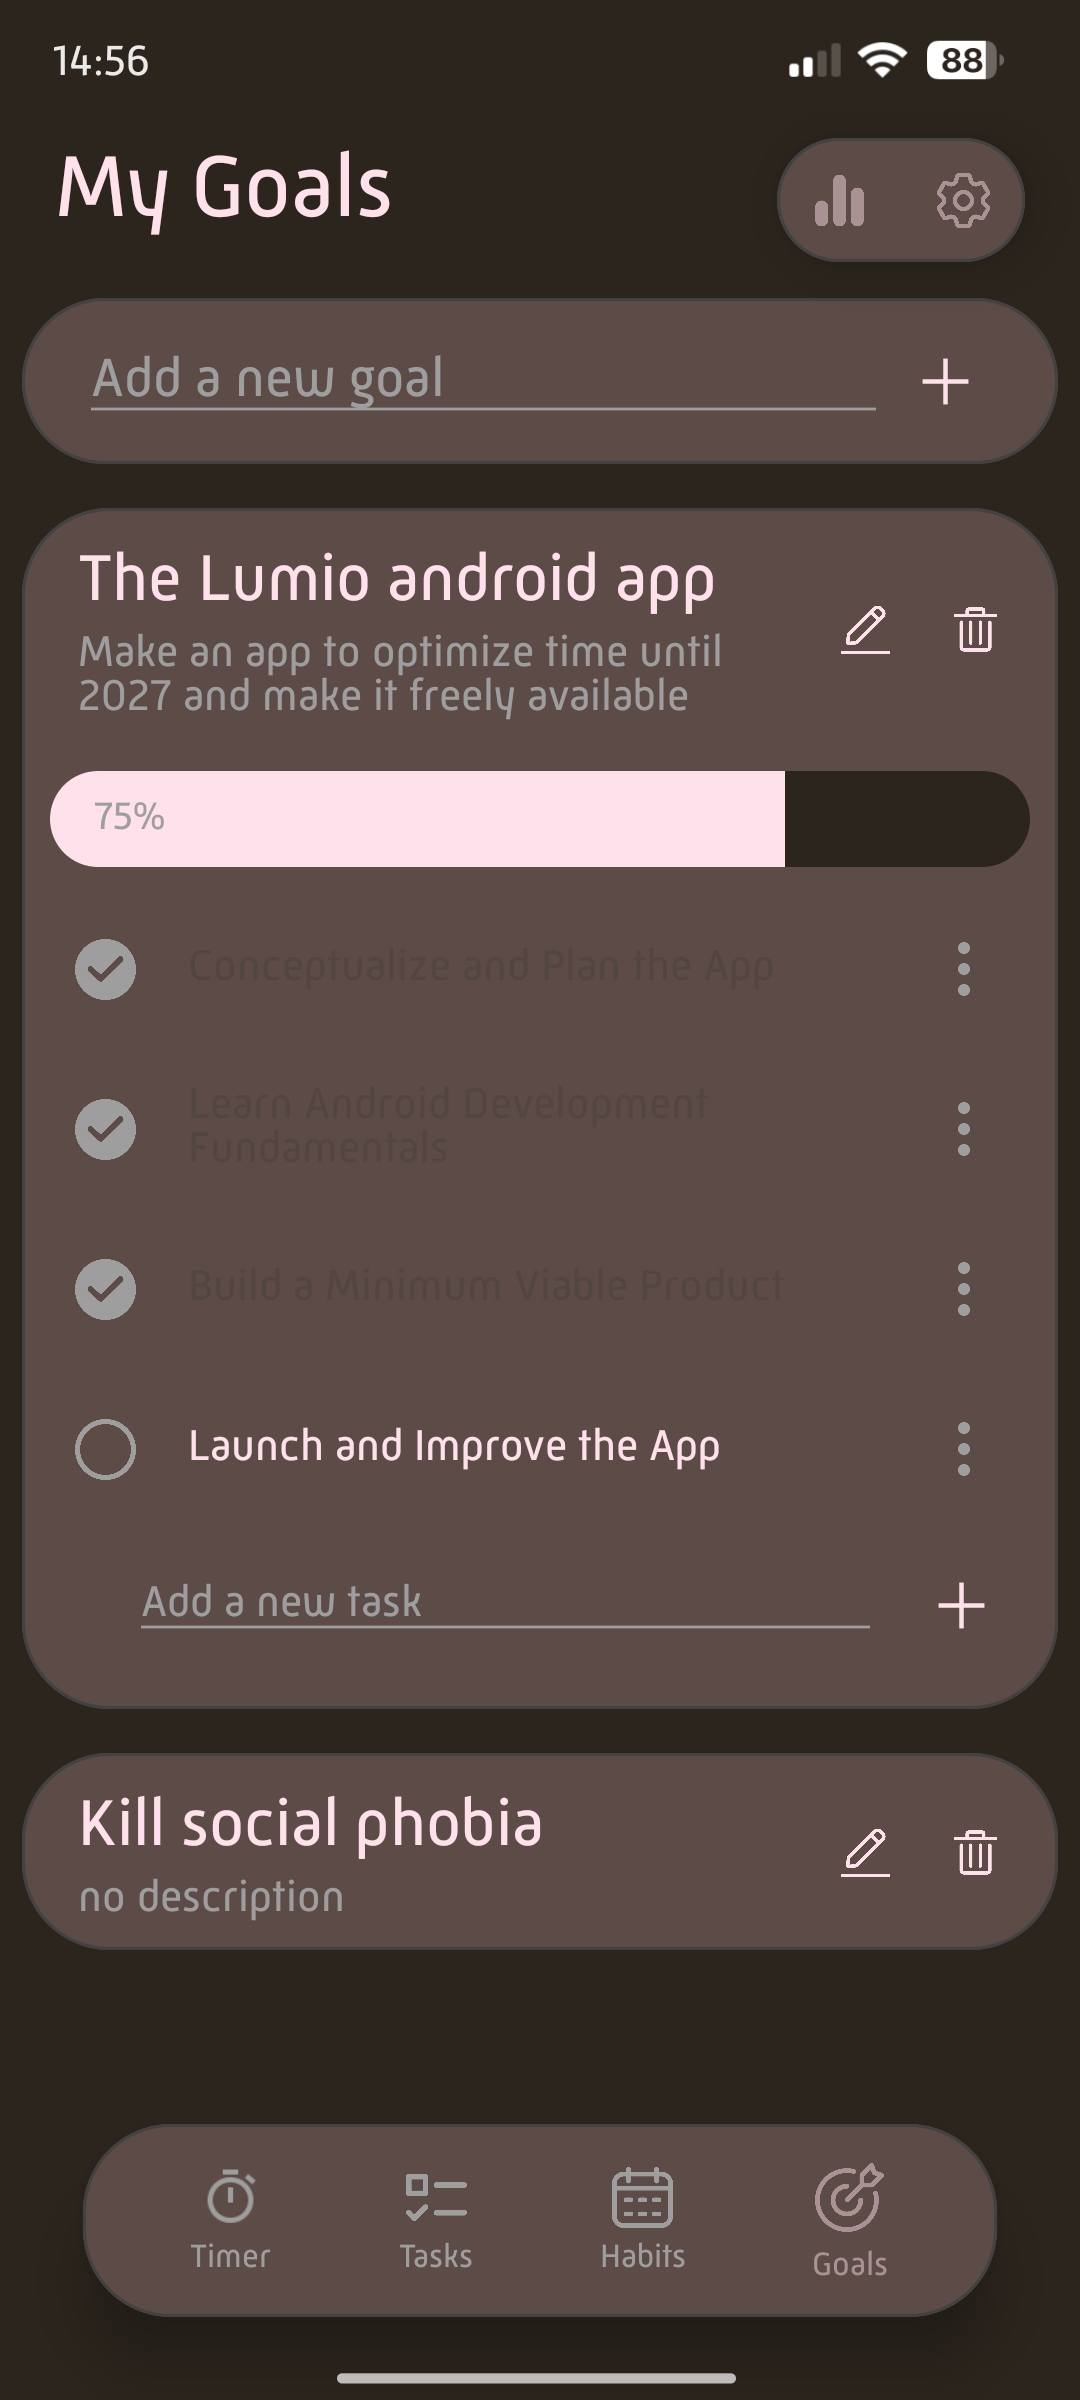 14:56
88
My Goals
Add a new goal
The Lumio android app
Make an app to optimize time until
2027 and make it freely available
75%
Conceptualize and Plan the App
Learn Android Development
Fundamentals
Build a Minimum Viable Product
Launch and Improve the App
Add a new task
Kill social phobia
no description
Timer
Tasks
Habits
Goals